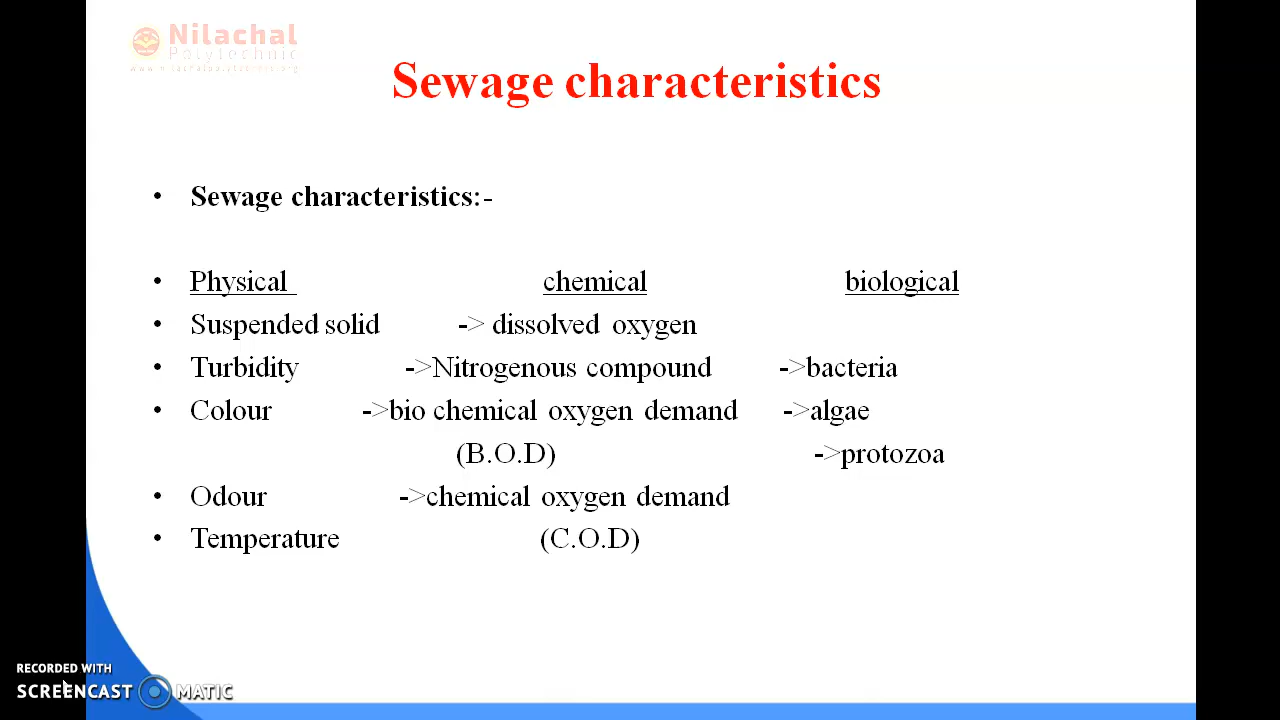 Nilachal
Polytechnic
www.nilachalpolytechnic.org
Sewage characteristics
• Sewage characteristics:-
• Physical chemical biological
• Suspended solid -> dissolved oxygen
• Turbidity ->Nitrogenous compound ->bacteria
• Colour ->bio chemical oxygen demand ->algae
(B.O.D) ->protozoa
• Odour ->chemical oxygen demand
• Temperature (C.O.D)
RECORDED WITH
SCREENCAST MATIC